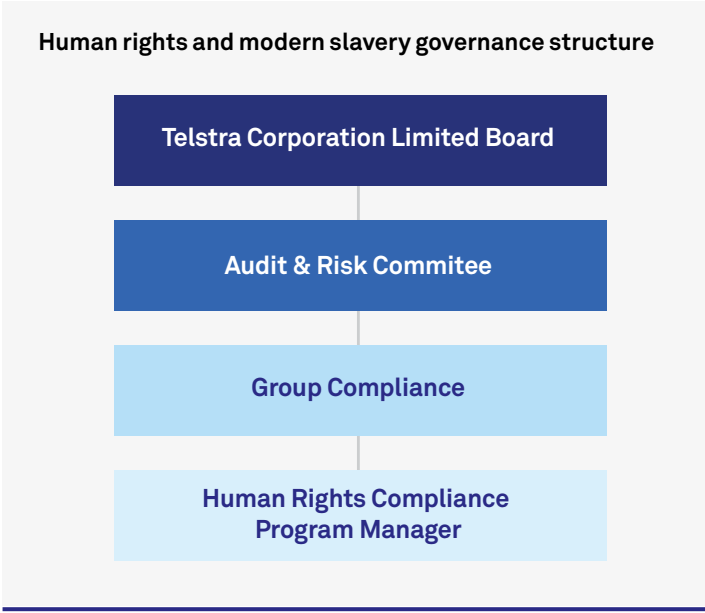 Human rights and modern slavery governance structure
Telstra Corporation Limited Board
Audit & Risk Commitee
Group Compliance
Human Rights Compliance
Program Manager